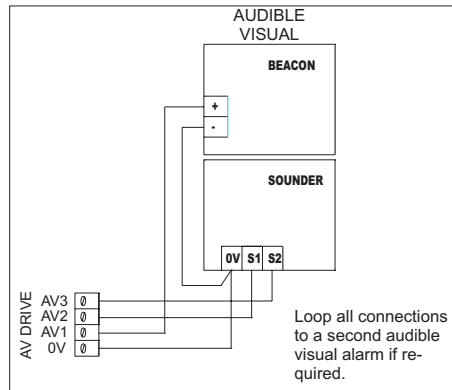 AUDIBLE
VISUAL
BEACON
+
-
SOUNDER
0V S1 S2
AV DRIVE
AV3
AV2
AV1
0V
Loop all connections
to a second audible
visual alarm if re-
quired.